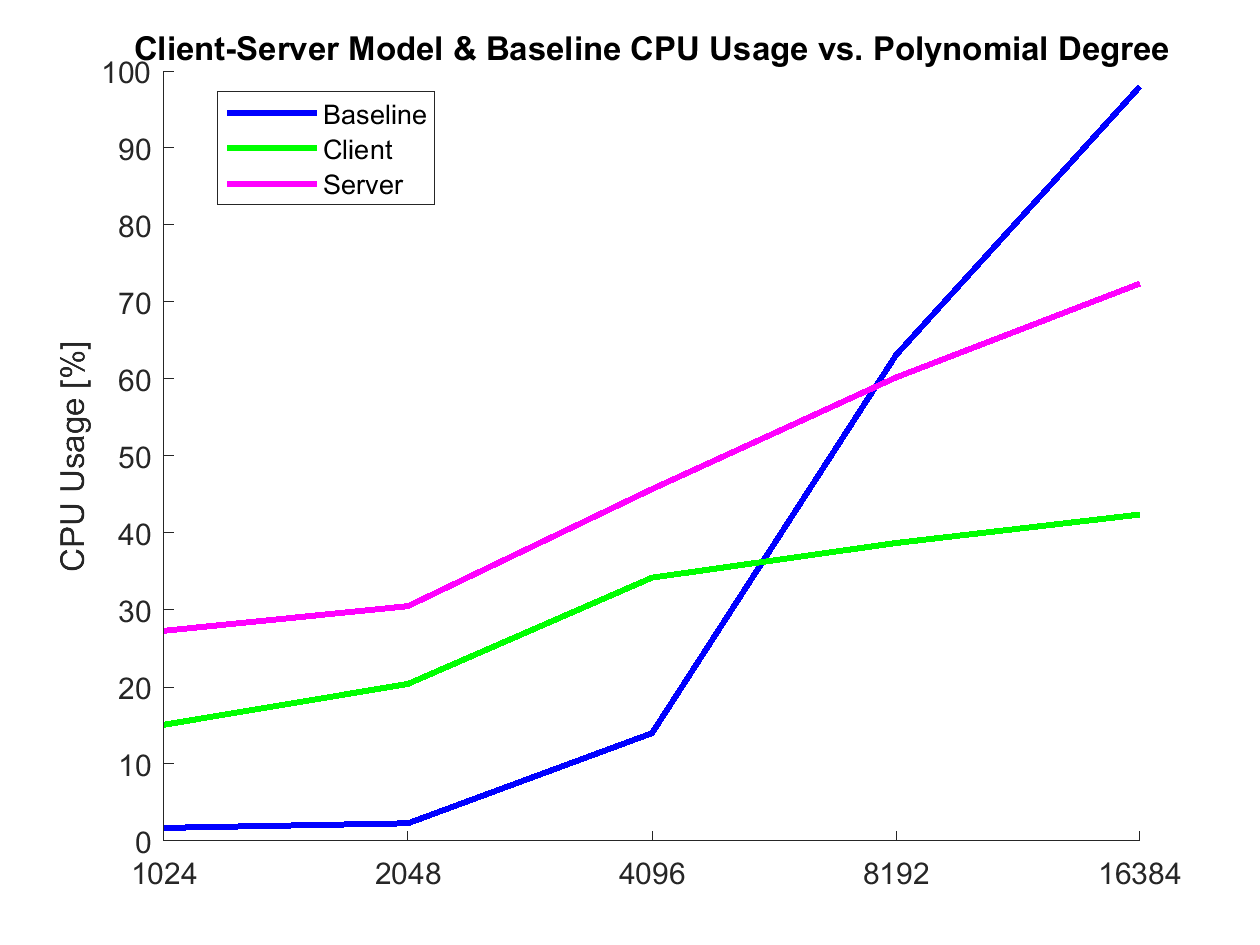 Client-Server Model & Baseline CPU Usage vs. Polynomial Degree
100
90
80
70
60
50
40
30
20
10
0
CPU Usage [%]
Baseline
Client
Server
1024 2048 4096 8192 16384